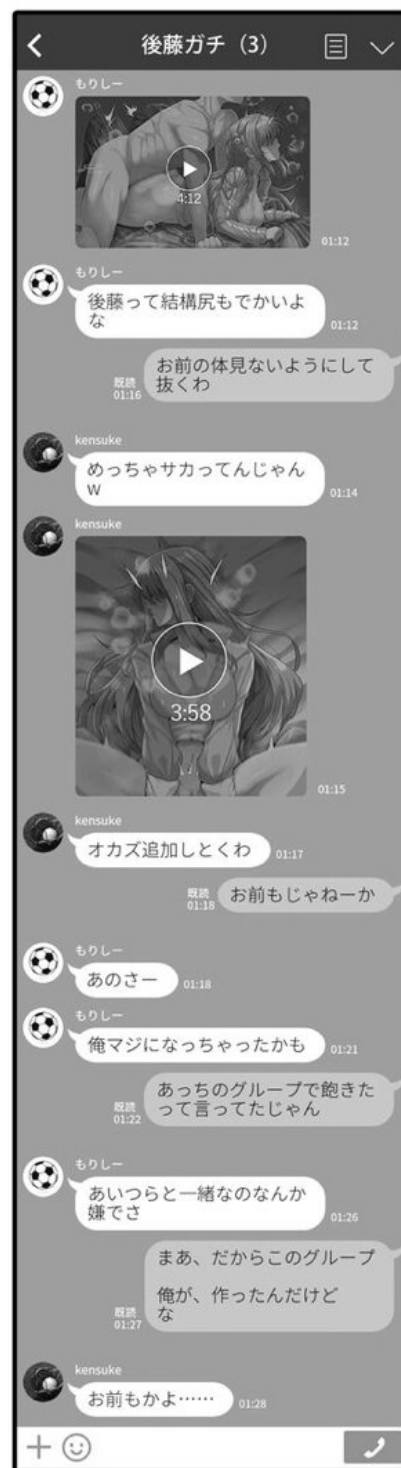 後藤ガチ（3）
もりしー
4:12
01:12
もりしー
後藤って結構尻もでかいよ
な
01:12
お前の体見ないようにして
抜くわ
既読
01:16
kensuke
めっちゃサカってんじゃん
w
01:14
kensuke
3:58
01:15
kensuke
オカズ追加しとくわ
01:17
お前もじゃねーか
既読
01:18
もりしー
あのさー
01:18
もりしー
俺マジになっちゃったかも
01:21
あっちのグループで飽きた
って言ってたじゃん
既読
01:22
もりしー
あいつらと一緒なのなんか
嫌でさ
01:26
まあ、だからこのグループ
俺が、作ったんだけど
な
既読
01:27
kensuke
お前もかよ……
01:28